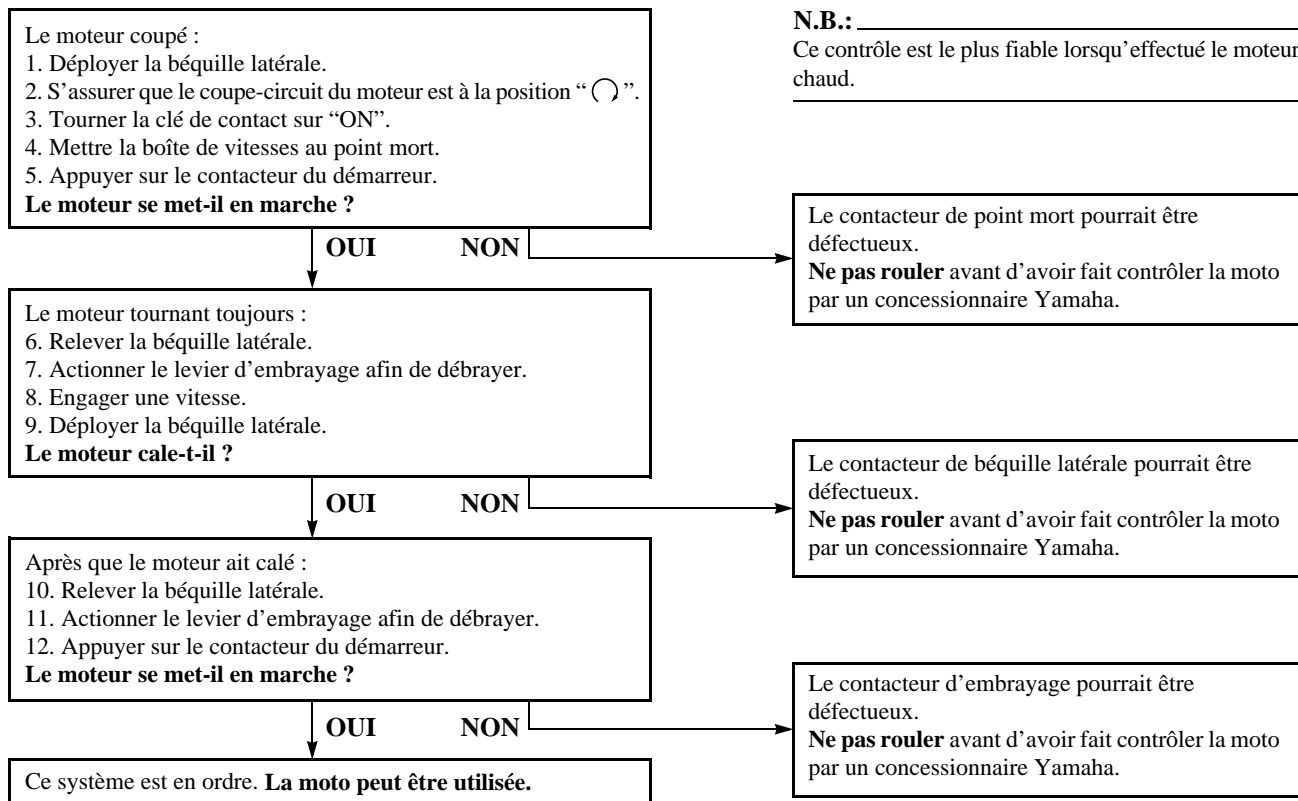 Le moteur coupé :
1. Déployer la béquille latérale.
2. S’assurer que le coupe-circuit du moteur est à la position “ ”.
3. Tourner la clé de contact sur “ON”.
4. Mettre la boîte de vitesses au point mort.
5. Appuyer sur le contacteur du démarreur.
Le moteur se met-il en marche ?
N.B.:
Ce contrôle est le plus fiable lorsqu’effectué le moteur
chaud.
OUI NON
Le contacteur de point mort pourrait être
défectueux.
Ne pas rouler avant d’avoir fait contrôler la moto
par un concessionnaire Yamaha.
Le moteur tournant toujours :
6. Relever la béquille latérale.
7. Actionner le levier d’embrayage afin de débrayer.
8. Engager une vitesse.
9. Déployer la béquille latérale.
Le moteur cale-t-il ?
OUI NON
Le contacteur de béquille latérale pourrait être
défectueux.
Ne pas rouler avant d’avoir fait contrôler la moto
par un concessionnaire Yamaha.
Après que le moteur ait calé :
10. Relever la béquille latérale.
11. Actionner le levier d’embrayage afin de débrayer.
12. Appuyer sur le contacteur du démarreur.
Le moteur se met-il en marche ?
OUI NON
Le contacteur d’embrayage pourrait être
défectueux.
Ne pas rouler avant d’avoir fait contrôler la moto
par un concessionnaire Yamaha.
Ce système est en ordre. La moto peut être utilisée.